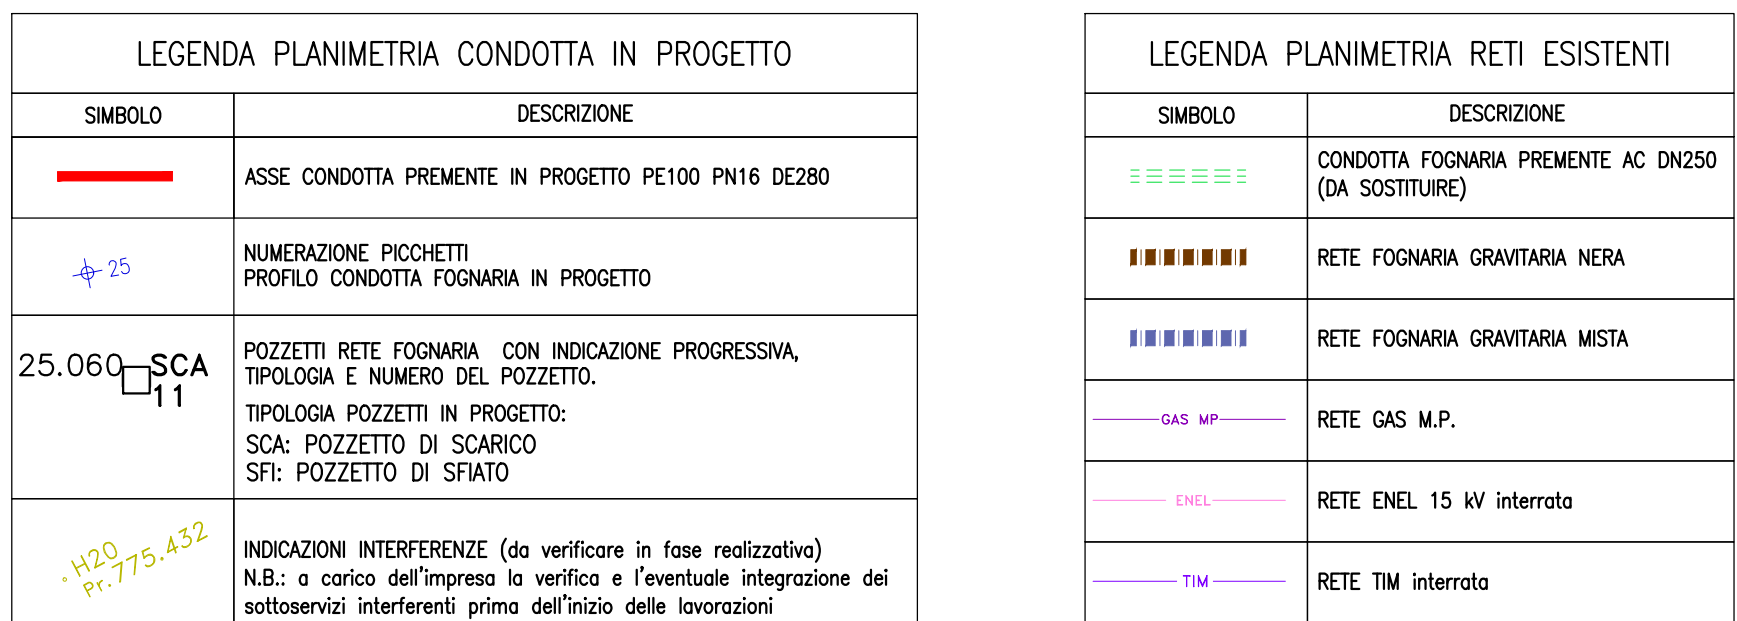 LEGENDA PLANIMETRIA CONDOTTA IN PROGETTO
SIMBOLO
DESCRIZIONE
ASSE CONDOTTA PREMENTE IN PROGETTO PE100 PN16 DE280
25
NUMERAZIONE PICCHETTI
PROFILO CONDOTTA FOGNARIA IN PROGETTO
25.060 SCA
11
POZZETTI RETE FOGNARIA CON INDICAZIONE PROGRESSIVA,
TIPOLOGIA E NUMERO DEL POZZETTO.
TIPOLOGIA POZZETTI IN PROGETTO:
SCA: POZZETTO DI SCARICO
SFI: POZZETTO DI SFIATO
H20
Pr.775.432
INDICAZIONI INTERFERENZE (da verificare in fase realizzativa)
N.B.: a carico dell'impresa la verifica e l'eventuale integrazione dei
sottoservizi interferenti prima dell'inizio delle lavorazioni
LEGENDA PLANIMETRIA RETI ESISTENTI
SIMBOLO
DESCRIZIONE
CONDOTTA FOGNARIA PREMENTE AC DN250
(DA SOSTITUIRE)
RETE FOGNARIA GRAVITARIA NERA
RETE FOGNARIA GRAVITARIA MISTA
GAS MP
RETE GAS M.P.
ENEL
RETE ENEL 15 kV interrata
TIM
RETE TIM interrata